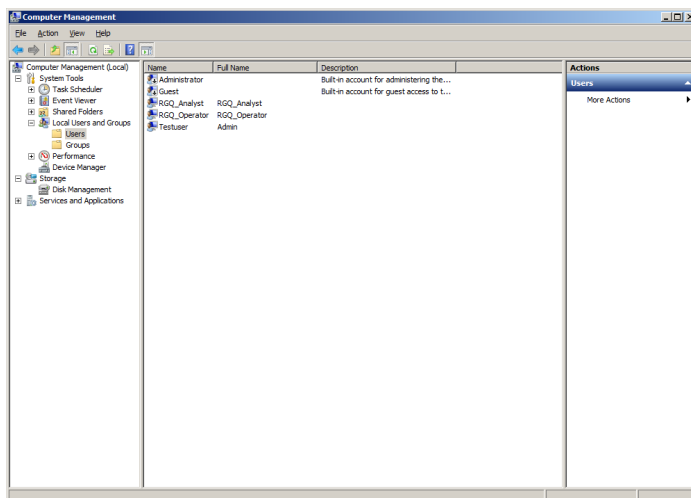 Computer Management
File Action View Help
Computer Management (Local)
System Tools
Task Scheduler
Event Viewer
Shared Folders
Local Users and Groups
Users
Groups
Performance
Device Manager
Storage
Disk Management
Services and Applications
Name Full Name Description
Administrator Built-in account for administering the...
Guest Built-in account for guest access to t...
RGQ_Analyst RGQ_Analyst
RGQ_Operator RGQ_Operator
Testuser Admin
Actions
Users
More Actions